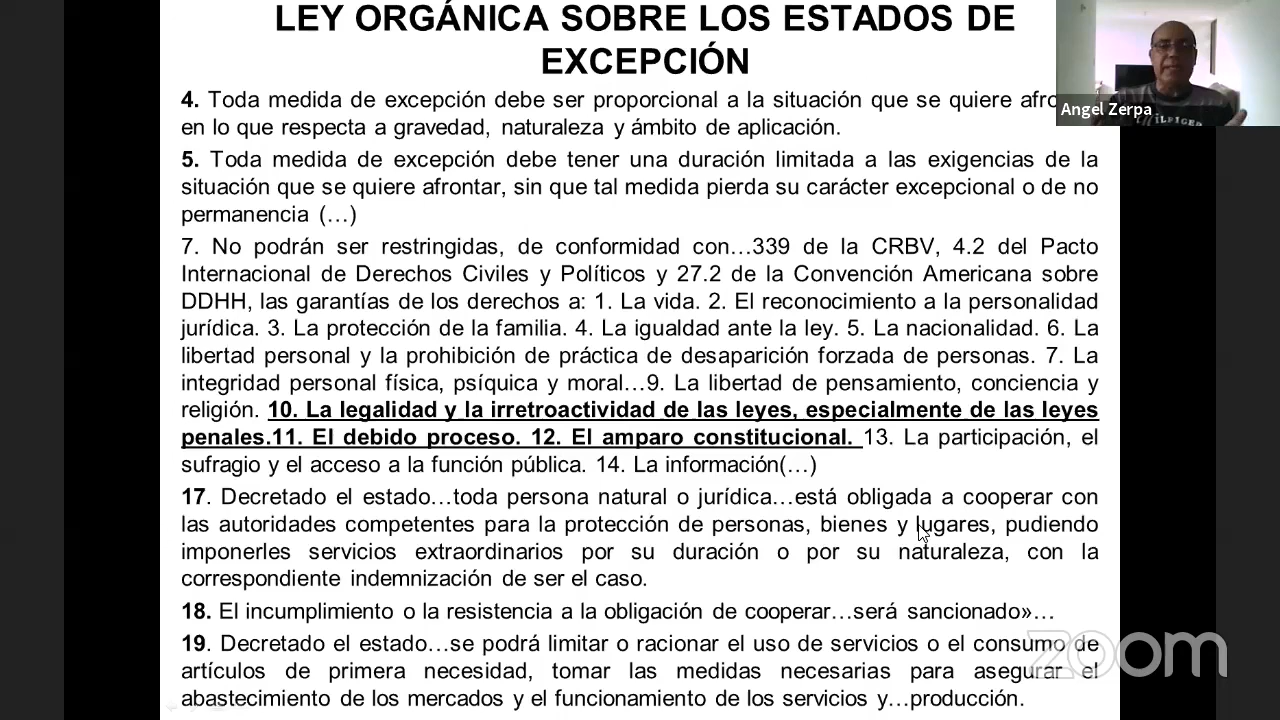 LEY ORGÁNICA SOBRE LOS ESTADOS DE
EXCEPCIÓN
4. Toda medida de excepción debe ser proporcional a la situación que se quiere
en lo que respecta a gravedad, naturaleza y ámbito de aplicación.
5. Toda medida de excepción debe tener una duración limitada a las exigencias de la
situación que se quiere afrontar, sin que tal medida pierda su carácter excepcional o de no
permanencia (…)
7. No podrán ser restringidas, de conformidad con…339 de la CRBV, 4.2 del Pacto
Internacional de Derechos Civiles y Políticos y 27.2 de la Convención Americana sobre
DDHH, las garantías de los derechos a: 1. La vida. 2. El reconocimiento a la personalidad
jurídica. 3. La protección de la familia. 4. La igualdad ante la ley. 5. La nacionalidad. 6. La
libertad personal y la prohibición de práctica de desaparición forzada de personas. 7. La
integridad personal física, psíquica y moral…9. La libertad de pensamiento, conciencia y
religión. 10. La legalidad y la irretroactividad de las leyes, especialmente de las leyes
penales.11. El debido proceso. 12. El amparo constitucional. 13. La participación, el
sufragio y el acceso a la función pública. 14. La información(…)
17. Decretado el estado…toda persona natural o jurídica…está obligada a cooperar con
las autoridades competentes para la protección de personas, bienes y lugares, pudiendo
imponerles servicios extraordinarios por su duración o por su naturaleza, con la
correspondiente indemnización de ser el caso.
18. El incumplimiento o la resistencia a la obligación de cooperar…será sancionado»…
19. Decretado el estado…se podrá limitar o racionar el uso de servicios o el consumo de
artículos de primera necesidad, tomar las medidas necesarias para asegurar el
abastecimiento de los mercados y el funcionamiento de los servicios y…producción.
Angel Zerpa
HILFIGER
zoom